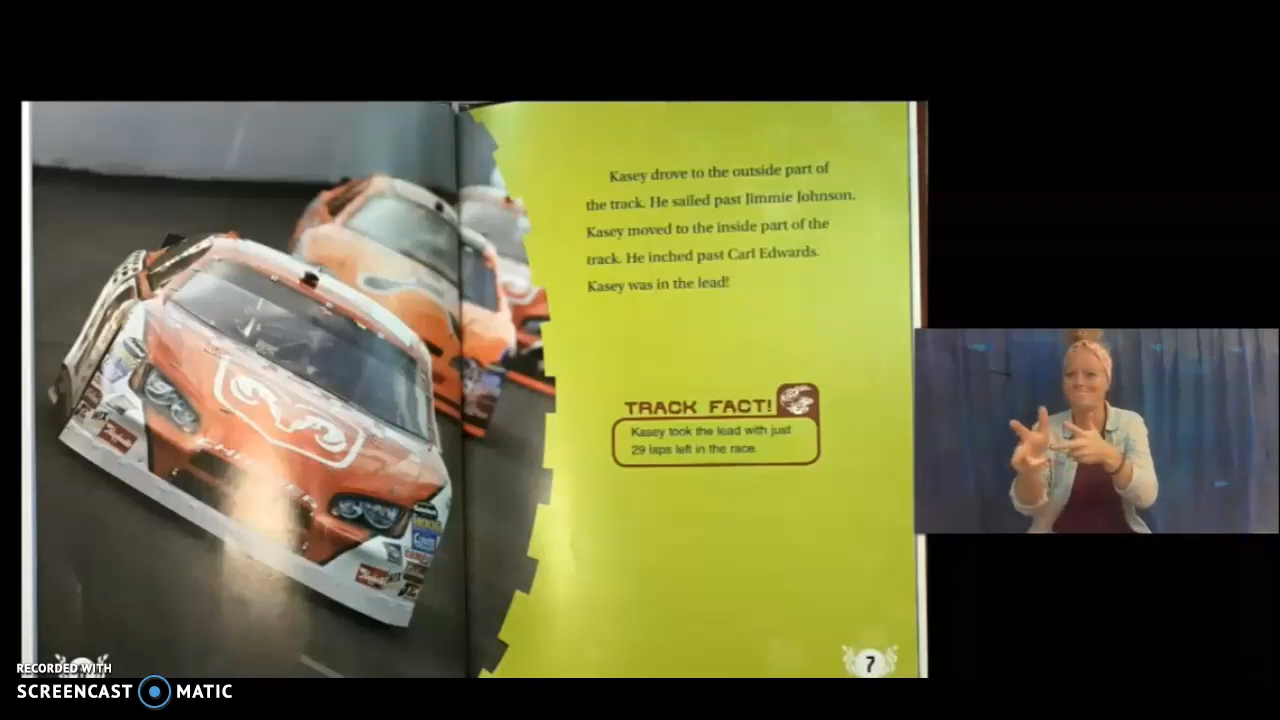 Kasey drove to the outside part of
the track. He sailed past Jimmie Johnson.
Kasey moved to the inside part of the
track. He inched past Carl Edwards.
Kasey was in the lead!
TRACK FACT!
Kasey took the lead with just
29 laps left in the race.
7
RECORDED WITH
SCREENCAST MATIC